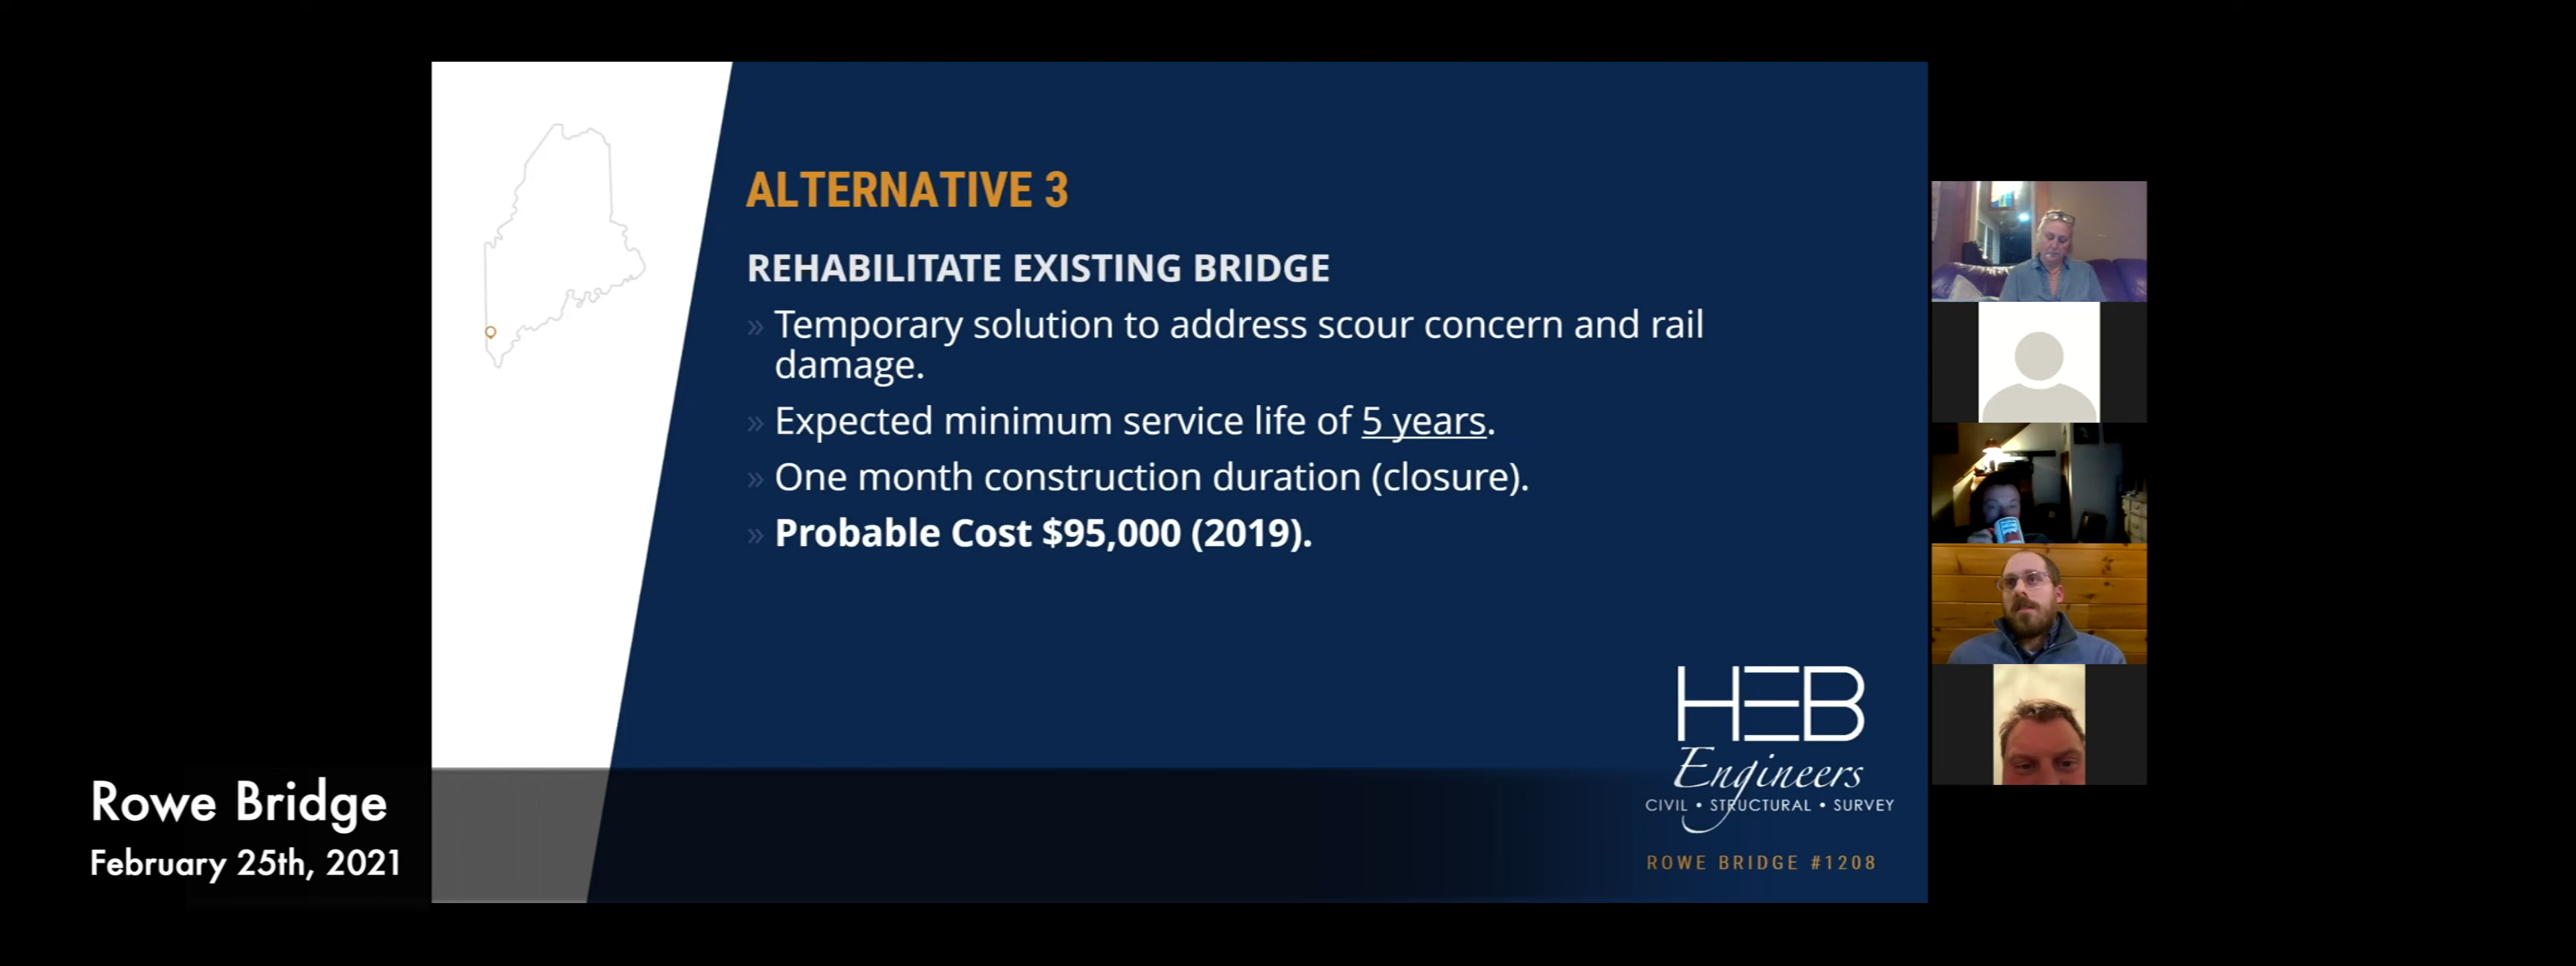 ALTERNATIVE 3
REHABILITATE EXISTING BRIDGE
» Temporary solution to address scour concern and rail
damage.
» Expected minimum service life of 5 years.
» One month construction duration (closure).
» Probable Cost $95,000 (2019).
HEB
Engineers
CIVIL • STRUCTURAL • SURVEY
ROWE BRIDGE #1208
Rowe Bridge
February 25th, 2021